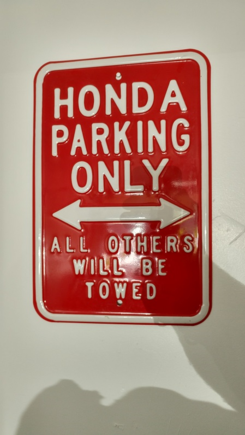 HONDA
PARKING
ONLY
ALL OTHERS
WILL BE
TOWED